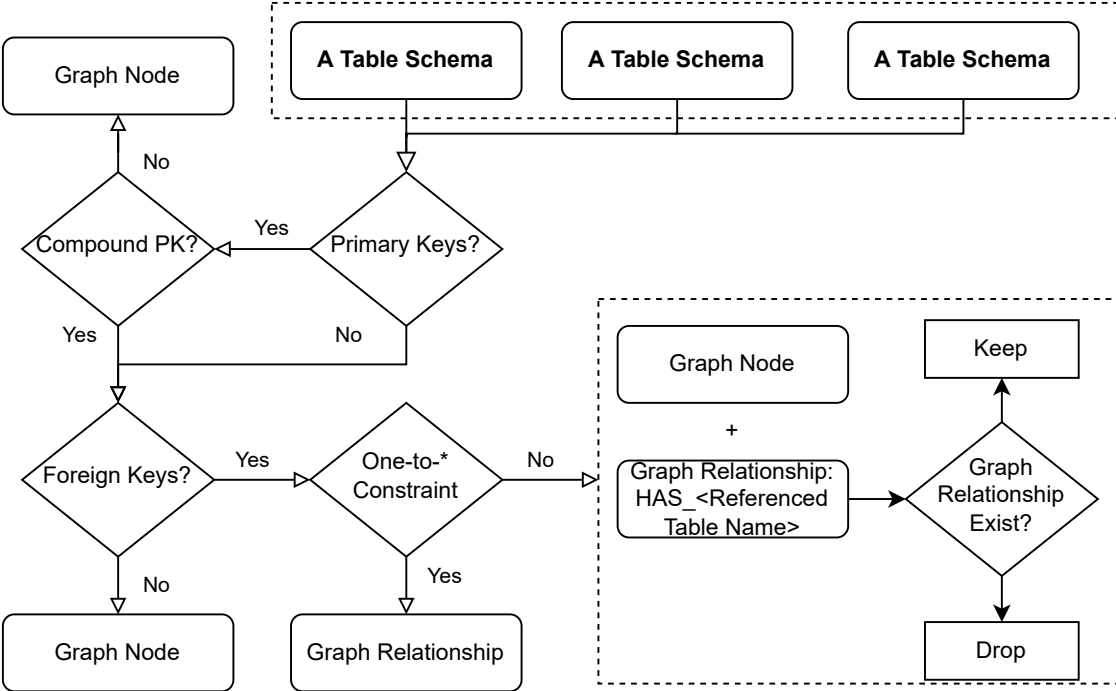 A Table Schema
A Table Schema
A Table Schema
Graph Node
No
Compound PK?
Yes
Primary Keys?
Yes
No
Foreign Keys?
Yes
One-to-*
Constraint
No
Graph Node
+
Graph Relationship:
HAS_<Referenced
Table Name>
Keep
Graph
Relationship
Exist?
Drop
No
Graph Node
Yes
Graph Relationship